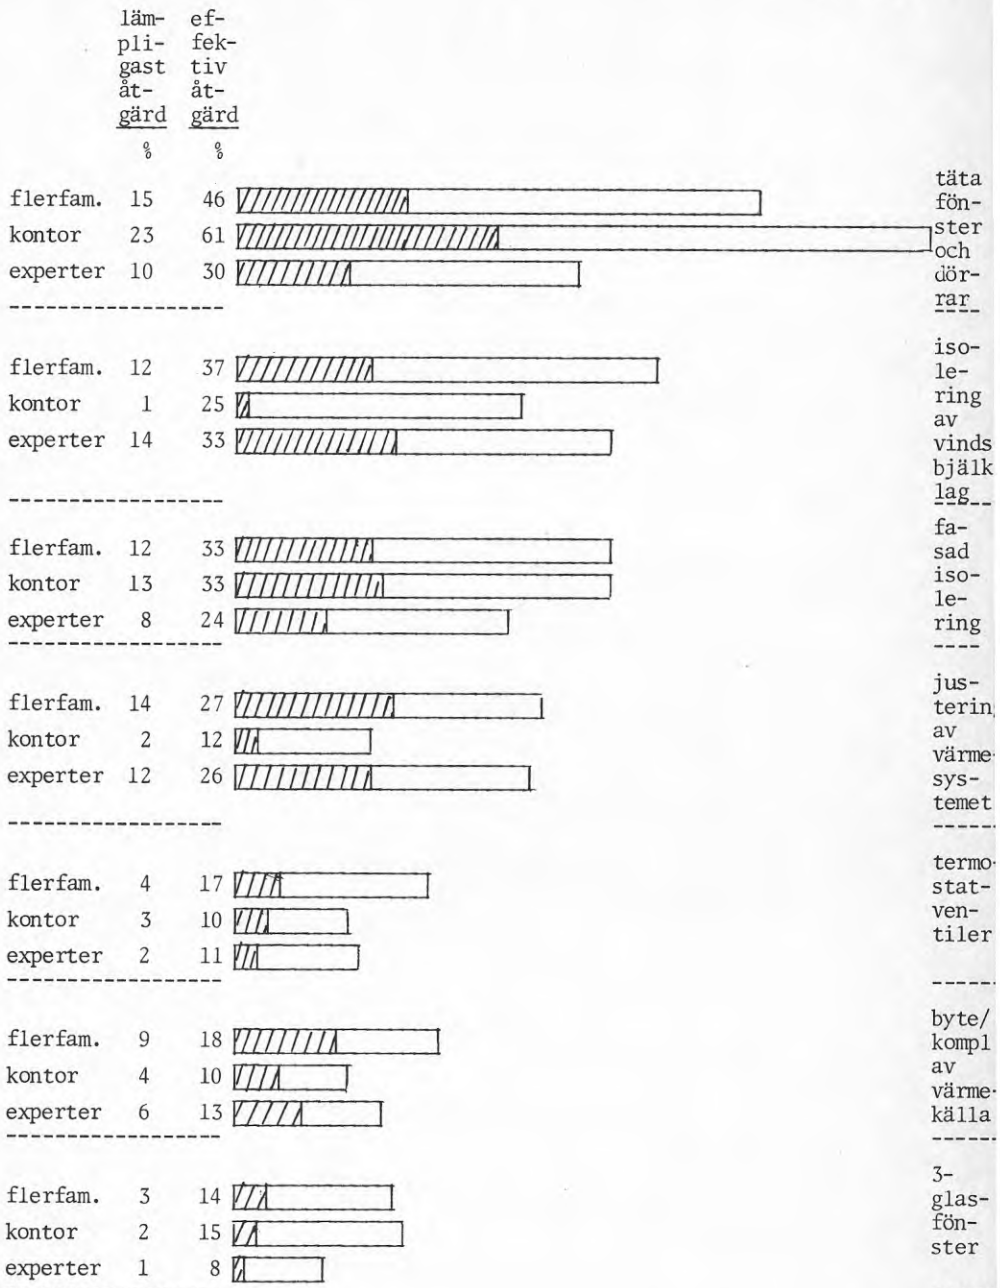 läm- ef-
pli- fek-
gast tiv
åt- åt-
gärd gärd
% %
flerfam. 15 46
kontor 23 61
experter 10 30
täta
fön-
ster
och
dör-
rar
flerfam. 12 37
kontor 1 25
experter 14 33
iso-
le-
ring
av
vinds
bjälk
lag
flerfam. 12 33
kontor 13 33
experter 8 24
fa-
sad
iso-
le-
ring
flerfam. 14 27
kontor 2 12
experter 12 26
jus-
tering
av
värme-
sys-
temet
flerfam. 4 17
kontor 3 10
experter 2 11
termo-
stat-
ven-
tiler
flerfam. 9 18
kontor 4 10
experter 6 13
byte/
kompl
av
värme-
källa
flerfam. 3 14
kontor 2 15
experter 1 8
3-
glas-
fön-
ster